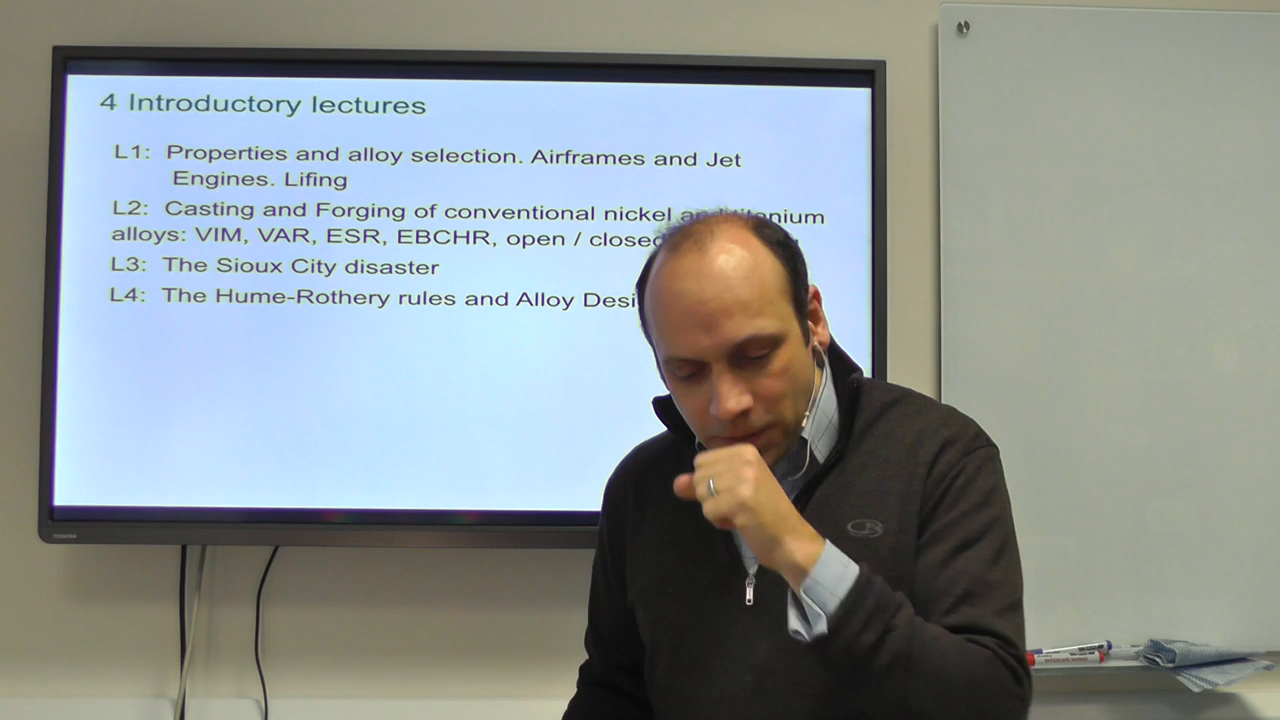 4 Introductory lectures
L1: Properties and alloy selection. Airframes and Jet
Engines. Lifing
L2: Casting and Forging of conventional nickel
alloys: VIM, VAR, ESR, EBCHR, open / closed
L3: The Sioux City disaster
L4: The Hume-Rothery rules and Alloy
TOSHIBA